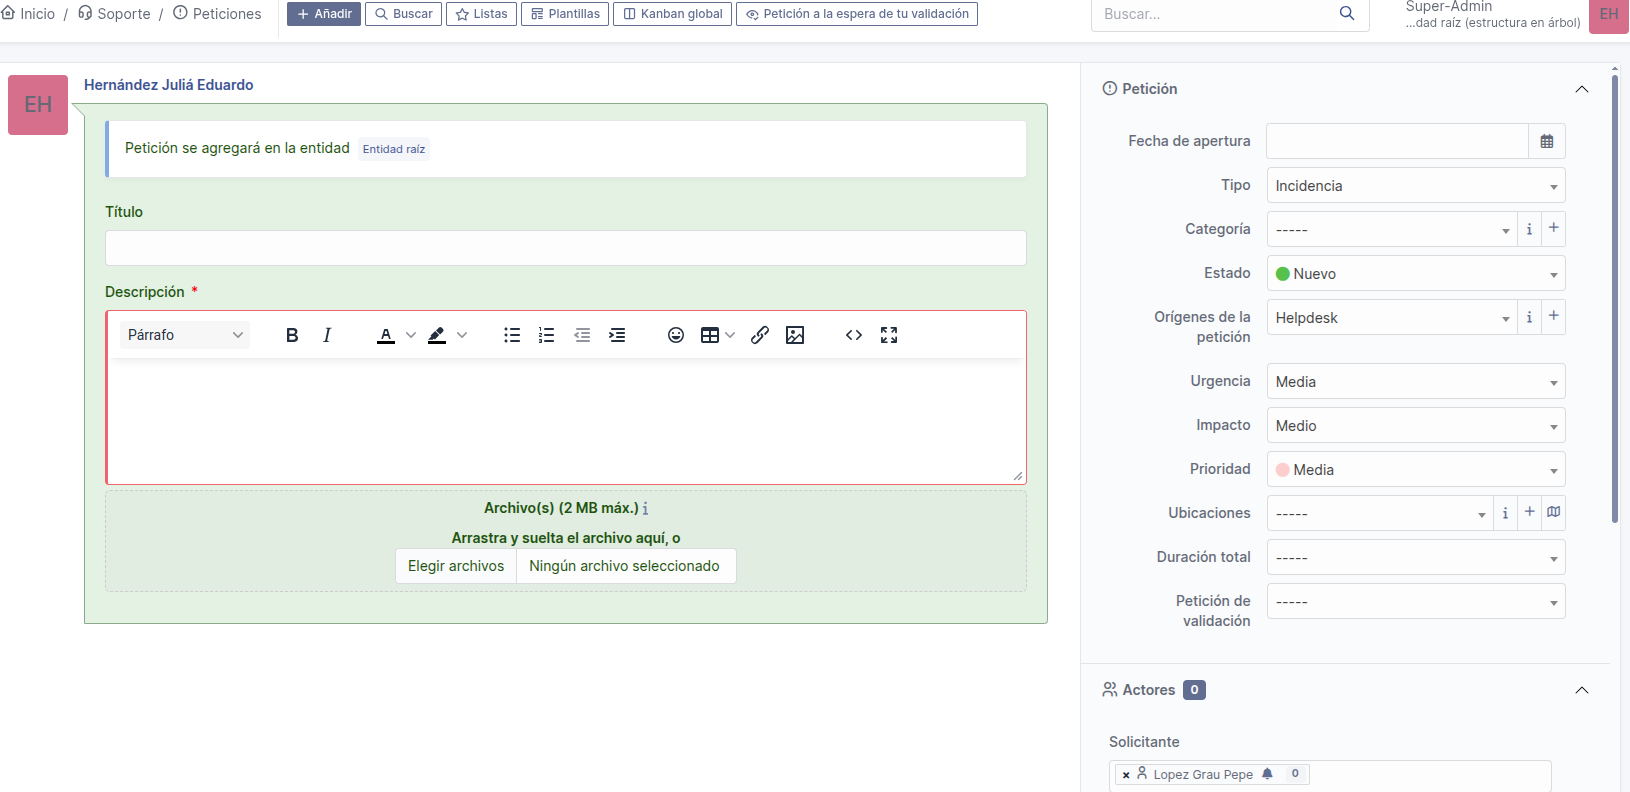 Inicio / Soporte / Peticiones
Añadir
Buscar
Listas
Plantillas
Kanban global
Petición a la espera de tu validación
Buscar...
Super-Admin
...dad raíz (estructura en árbol)
EH
EH
Hernández Juliá Eduardo
Petición se agregará en la entidad Entidad raíz
Título
Descripción *
Párrafo
B I A
Archivo(s) (2 MB máx.) i
Arrastra y suelta el archivo aquí, o
Elegir archivos Ningún archivo seleccionado
Petición
Fecha de apertura
Tipo Incidencia
Categoría ----- i +
Estado Nuevo
Orígenes de la petición Helpdesk i +
Urgencia Media
Impacto Medio
Prioridad Media
Ubicaciones ----- i +
Duración total -----
Petición de validación -----
Actores 0
Solicitante
× Lopez Grau Pepe 0